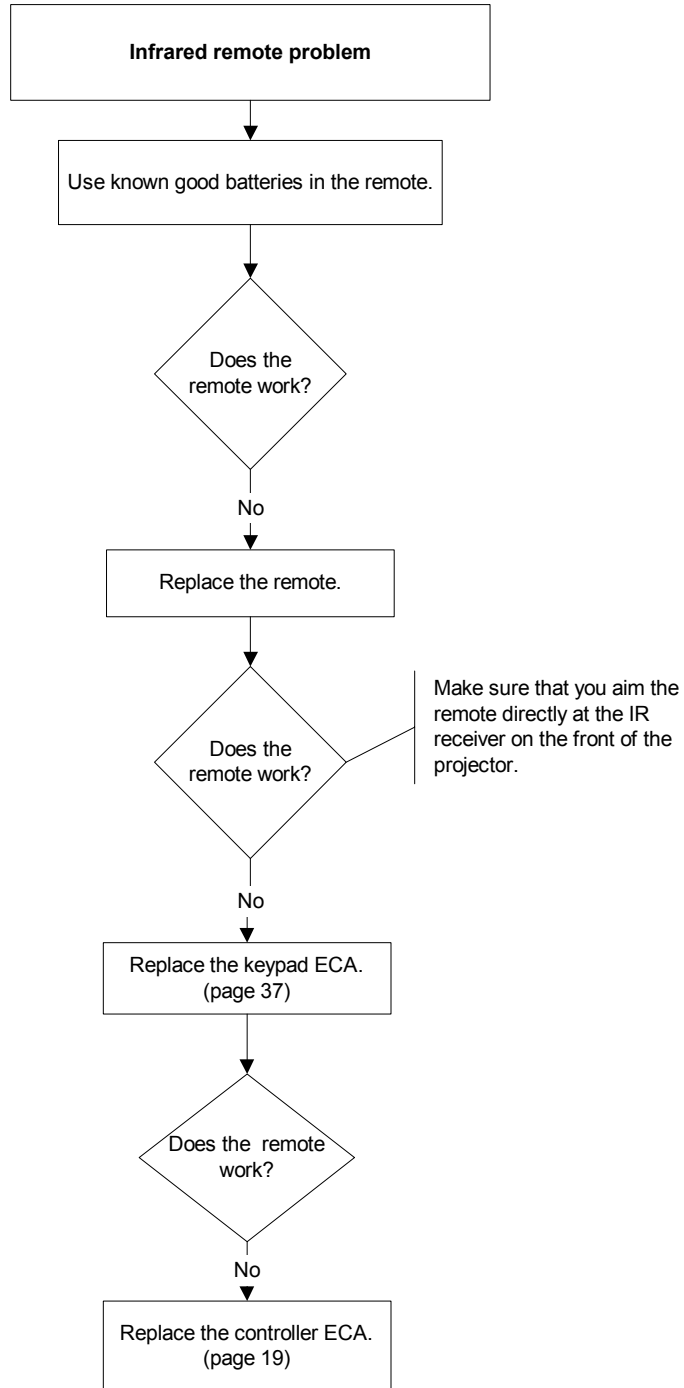 Infrared remote problem
Use known good batteries in the remote.
Does the
remote work?
No
Replace the remote.
Does the
remote work?
Make sure that you aim the
remote directly at the IR
receiver on the front of the
projector.
No
Replace the keypad ECA.
(page 37)
Does the  remote
work?
No
Replace the controller ECA.
(page 19)